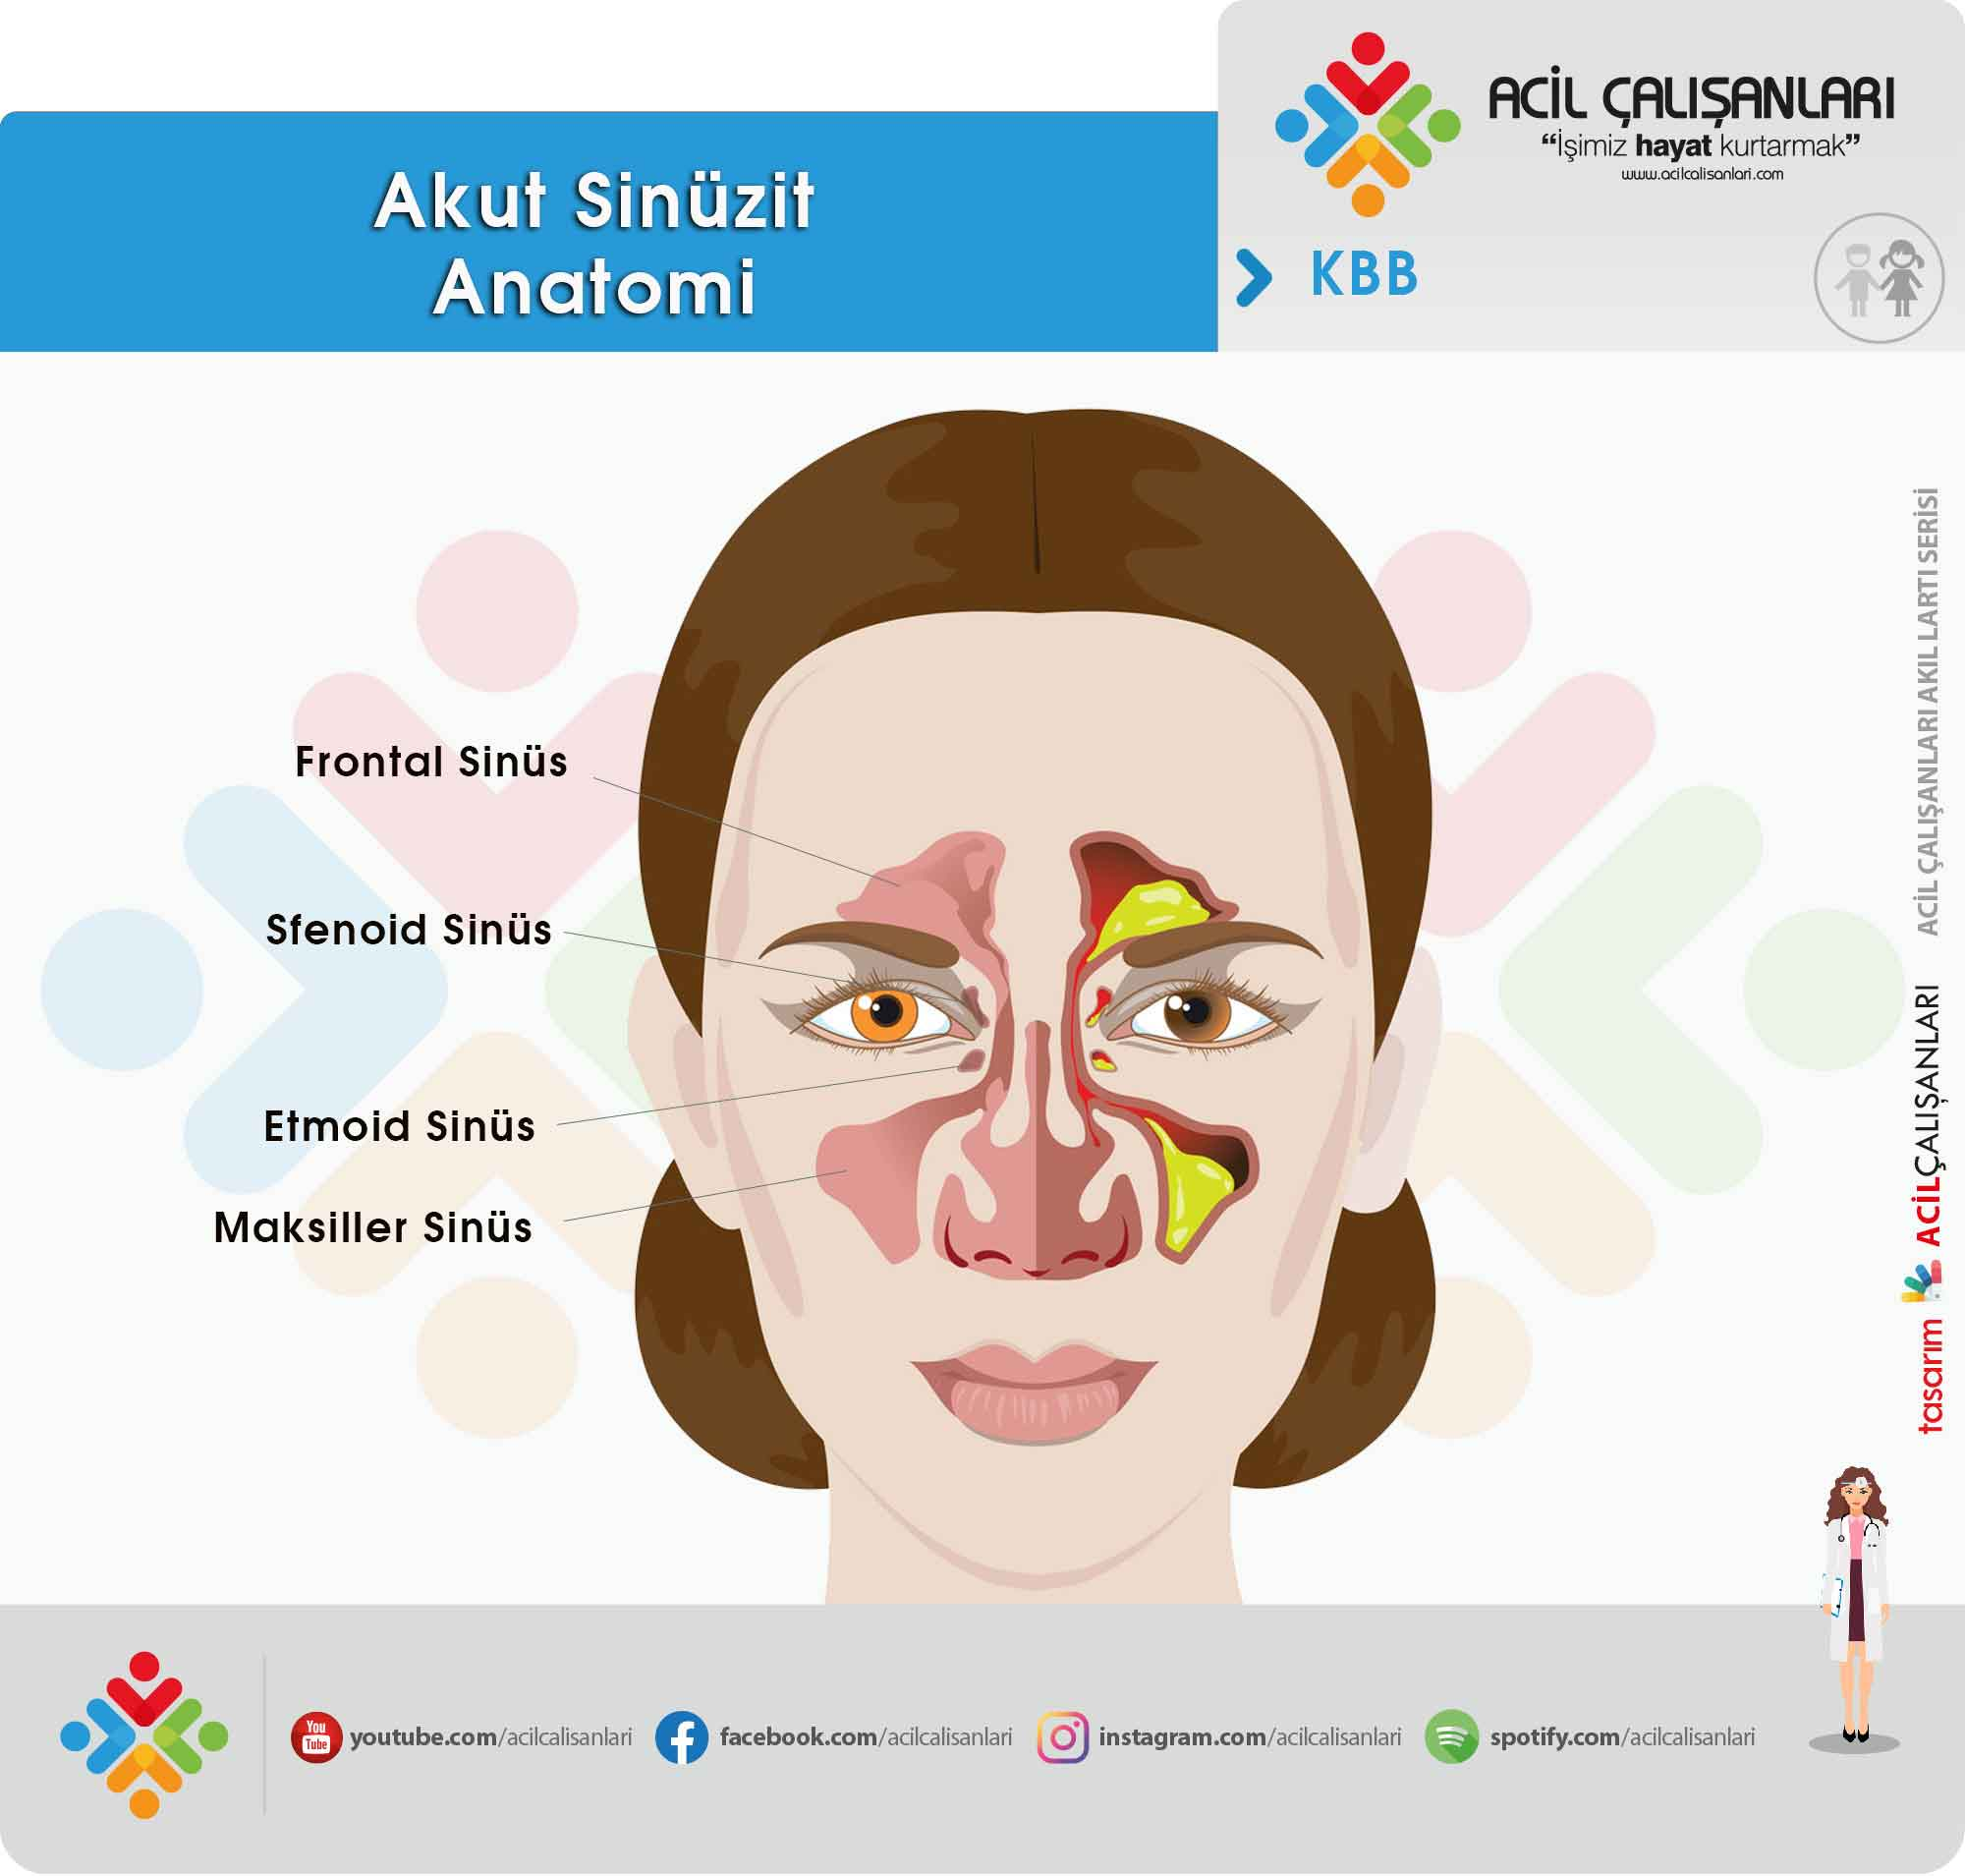 ACİL ÇALIŞANLARI
“İşimiz hayat kurtarmak”
www.acilcalisanlari.com
Akut Sinüzit
Anatomi
KBB
Frontal Sinüs
Sfenoid Sinüs
Etmoid Sinüs
Maksiller Sinüs
ACİL ÇALIŞANLARI AKIL LARTI SERİSİ
tasarım ACİLÇALIŞANLARI
You
Tube
youtube.com/acilcalisanlari
facebook.com/acilcalisanlari
instagram.com/acilcalisanlari
spotify.com/acilcalisanlari